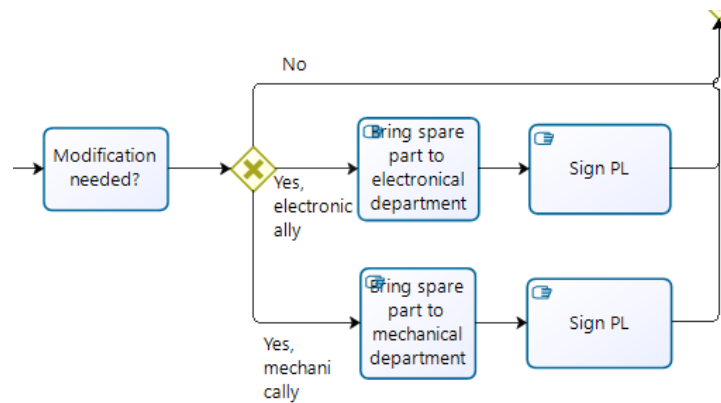 No
Modification
needed?
Bring spare
part to
electronical
department
Sign PL
Yes,
electronic
ally
Bring spare
part to
mechanical
department
Sign PL
Yes,
mechani
cally